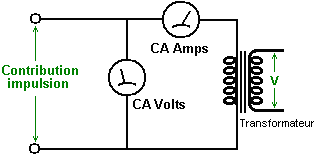 CA Amps
Contribution
impulsion
CA Volts
V
Transformateur